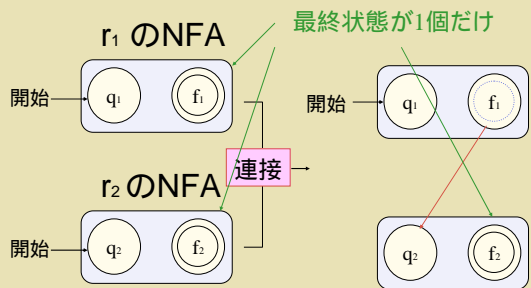 最終状態が1個だけ
r₁ のNFA
開始
q₁
f₁
開始
q₁
f₁
連接
r₂ のNFA
開始
q₂
f₂
q₂
f₂